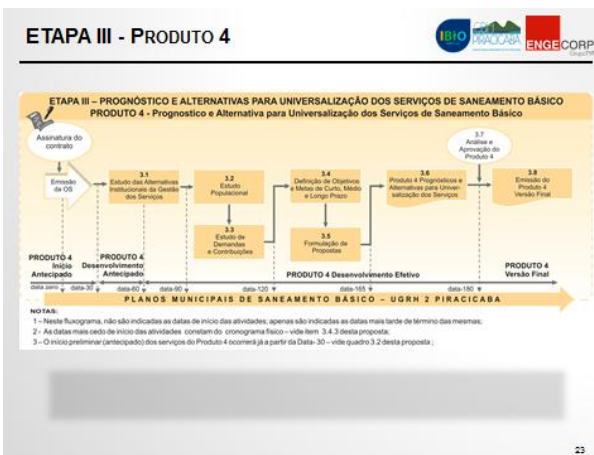 ETAPA III - PRODUTO 4
IBIO
PIRACICABA
ENGECORPS
ETAPA III – PROGNÓSTICO E ALTERNATIVAS PARA UNIVERSALIZAÇÃO DOS SERVIÇOS DE SANEAMENTO BÁSICO
PRODUTO 4 - Prognostico e Alternativa para Universalização dos Serviços de Saneamento Básico
Assinatura do
contrato
Emissão
da OS
3.1
Estudo das Alternativas
Institucionais da Gestão
dos Serviços
3.2
Estudo
Populacional
3.3
Estudo de
Demandas
e Contribuições
3.4
Definição de Objetivos
e Metas de Curto, Médio
e Longo Prazo
3.5
Formulação de
Propostas
3.6
Produto 4 Prognósticos e
Alternativas para Univer-
salização dos Serviços
3.7
Análise e
Aprovação do
Produto 4
3.8
Emissão do
Produto 4
Versão Final
PRODUTO 4
Início
Antecipado
PRODUTO 4
Desenvolvimento
Antecipado
PRODUTO 4 Desenvolvimento Efetivo
PRODUTO 4
Versão Final
data zero
data-30
data-60
data-90
data-120
data-165
data-180
PLANOS MUNICIPAIS DE SANEAMENTO BÁSICO – UGRH 2 PIRACICABA
NOTAS:
1 – Neste fluxograma, não são indicadas as datas de início das atividades, apenas são indicadas as datas mais tarde de término das mesmas;
2 - As datas mais cedo de início das atividades constam do cronograma físico – vide item 3.4.3 desta proposta;
3 – O início preliminar (antecipado) dos serviços do Produto 4 ocorrerá já a partir da Data- 30 – vide quadro 3.2 desta proposta ;
23